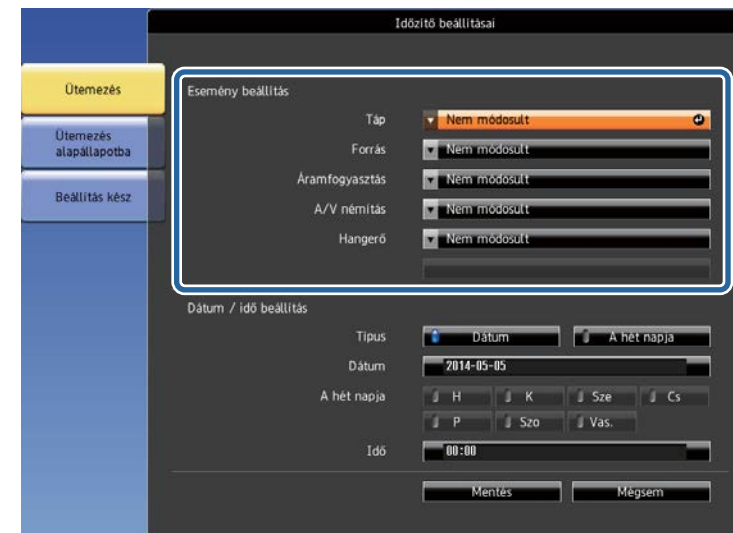 Időzítő beállításai
Ütemezés
Ütemezés
alapállapotba
Beállítás kész
Esemény beállítás
Táp Nem módosult
Forrás Nem módosult
Áramfogyasztás Nem módosult
A/V némítás Nem módosult
Hangerő Nem módosult
Dátum / idő beállítás
Típus Dátum A hét napja
Dátum 2014-05-05
A hét napja H K Sze Cs
P Szo Vas.
Idő 00:00
Mentés Mégsem